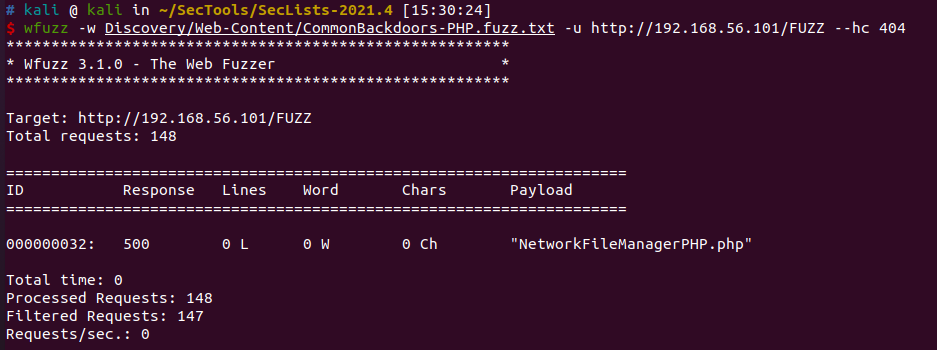 # kali @ kali in ~/SecTools/SecLists-2021.4 [15:30:24]
$ wfuzz -w Discovery/Web-Content/CommonBackdoors-PHP.fuzz.txt -u http://192.168.56.101/FUZZ --hc 404
********************************************************
* Wfuzz 3.1.0 - The Web Fuzzer                         *
********************************************************

Target: http://192.168.56.101/FUZZ
Total requests: 148

=====================================================================
ID           Response   Lines    Word       Chars       Payload
=====================================================================

000000032:   500        0 L      0 W        0 Ch        "NetworkFileManagerPHP.php"

Total time: 0
Processed Requests: 148
Filtered Requests: 147
Requests/sec.: 0